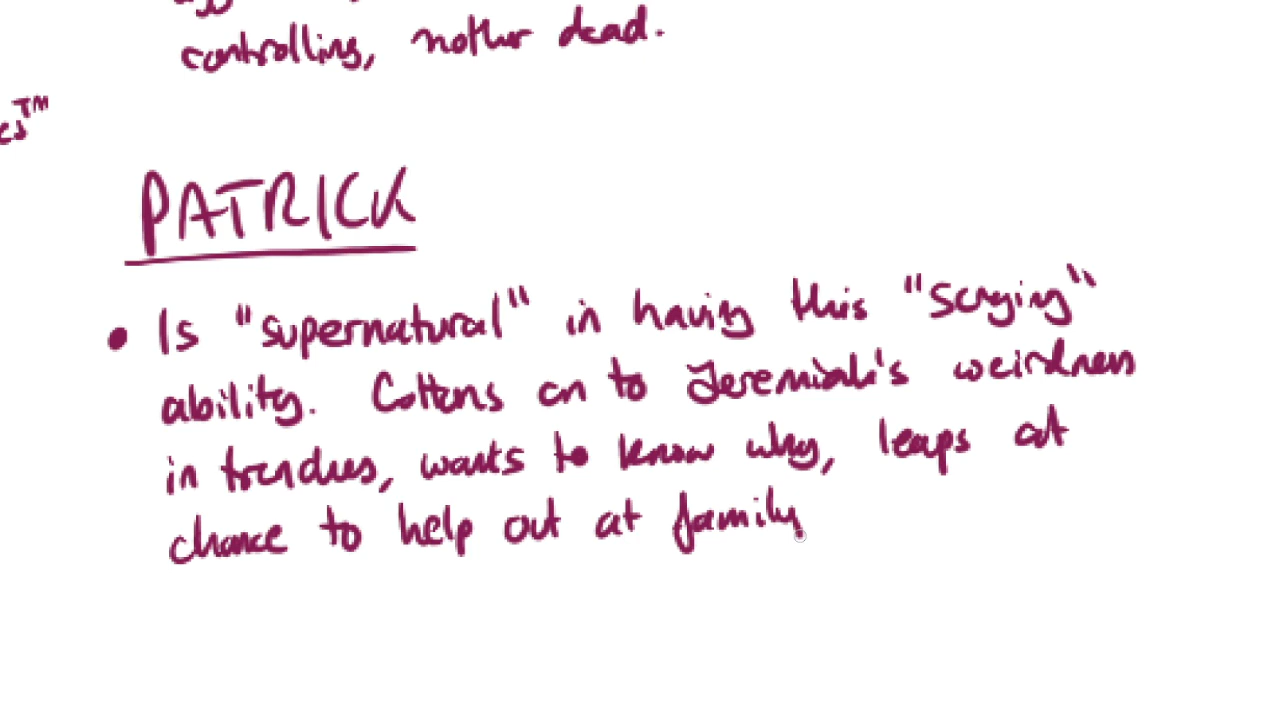 controlling, mother dead.
TM
PATRICK
• Is "supernatural" in having this "scrying"
ability. Cottons on to Jeremiah's weirdness
in trenches, wants to know why, leaps at
chance to help out at family